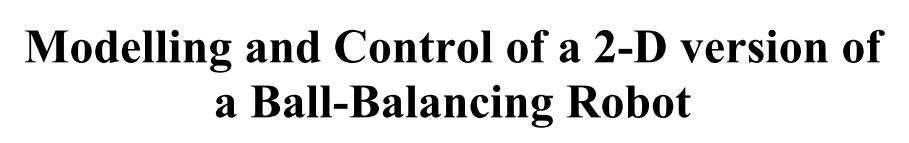 Modelling and Control of a 2-D version of
a Ball-Balancing Robot